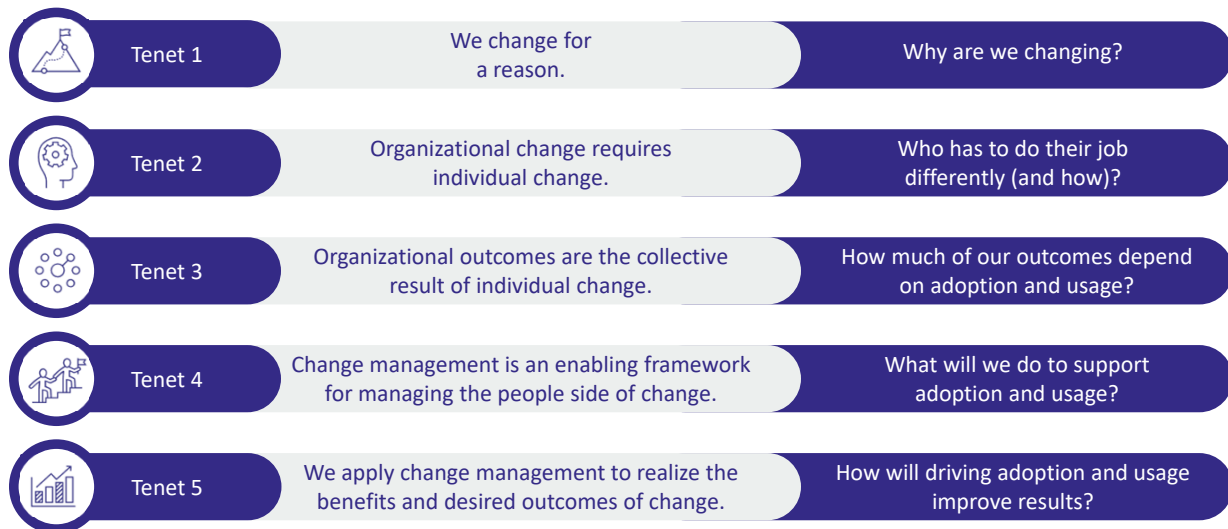 Tenet 1
We change for
a reason.
Why are we changing?
Tenet 2
Organizational change requires
individual change.
Who has to do their job
differently (and how)?
Tenet 3
Organizational outcomes are the collective
result of individual change.
How much of our outcomes depend
on adoption and usage?
Tenet 4
Change management is an enabling framework
for managing the people side of change.
What will we do to support
adoption and usage?
Tenet 5
We apply change management to realize the
benefits and desired outcomes of change.
How will driving adoption and usage
improve results?